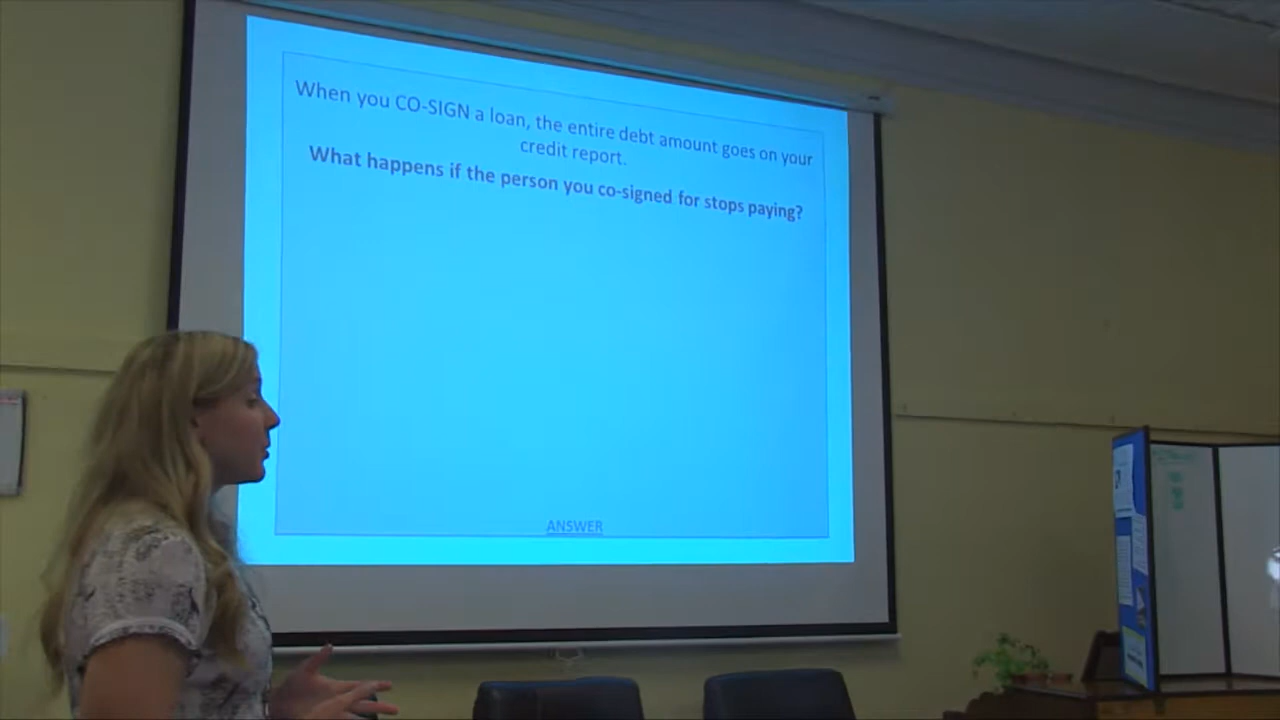 When you CO-SIGN a loan, the entire debt amount goes on your
credit report.
What happens if the person you co-signed for stops paying?
ANSWER